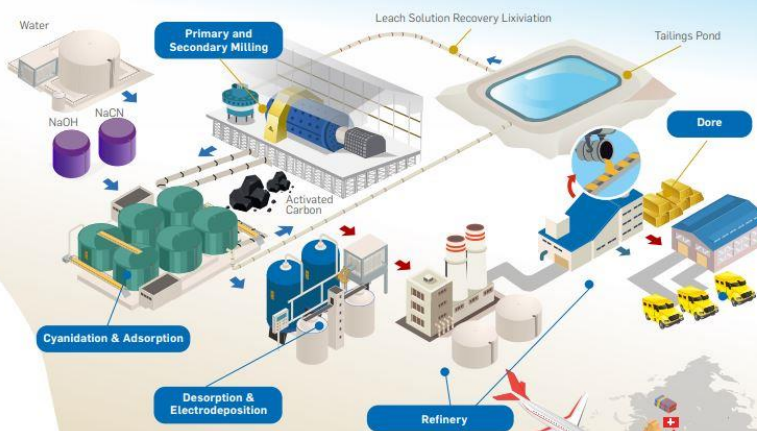 Water
Primary and
Secondary Milling
Leach Solution Recovery Lixiviation
Tailings Pond
NaOH
NaCN
Dore
Activated
Carbon
Cyanidation & Adsorption
Desorption &
Electrodeposition
Refinery